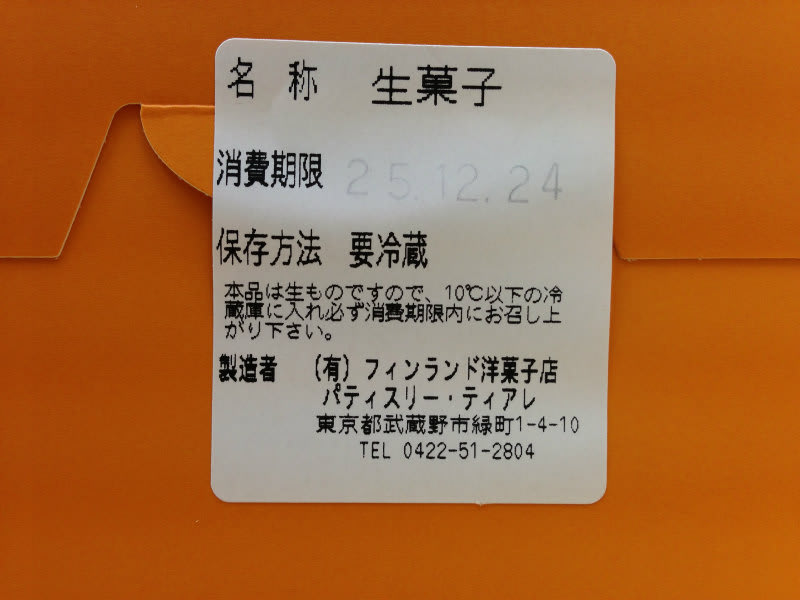 名称 生菓子
消費期限 25.12.24
保存方法 要冷蔵
本品は生ものですので、10℃以下の冷
蔵庫に入れ必ず消費期限内にお召し上
がり下さい。
製造者 (有)フィンランド洋菓子店
パティスリー・ティアレ
東京都武蔵野市緑町1-4-10
TEL 0422-51-2804